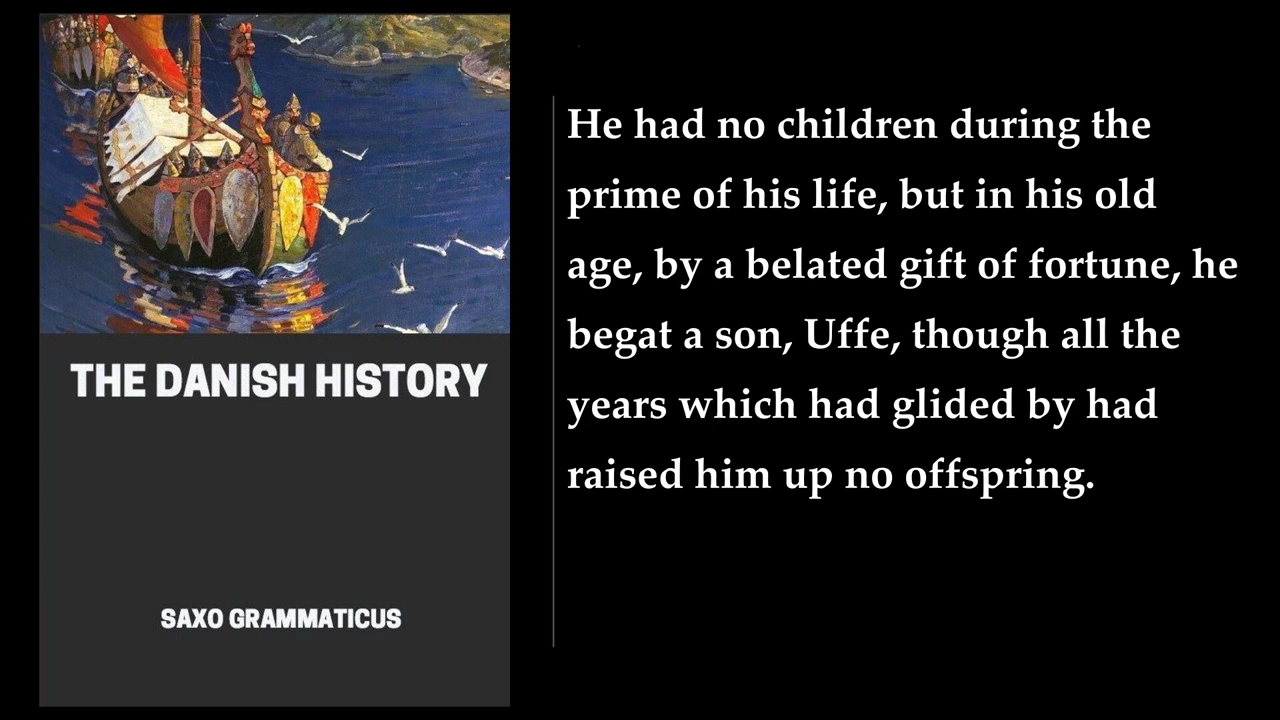 THE DANISH HISTORY
SAXO GRAMMATICUS
He had no children during the
prime of his life, but in his old
age, by a belated gift of fortune, he
begat a son, Uffe, though all the
years which had glided by had
raised him up no offspring.